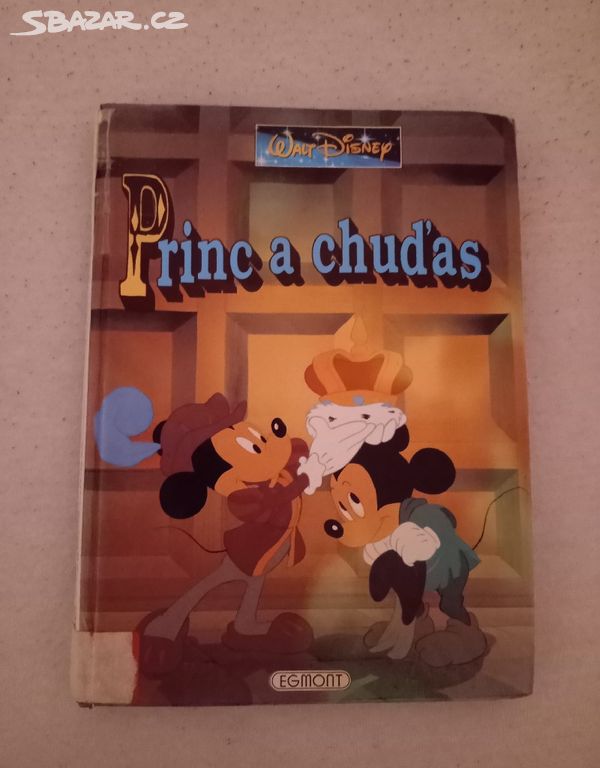 SBAZAR.CZ
WALT DISNEY
Princ a chuďas
EGMONT